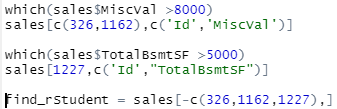 which(sales$MiscVal >8000)
sales[c(326,1162),c('Id','MiscVal')]
which(sales$TotalBsmtSF >5000)
sales[1227,c('Id',"TotalBsmtSF")]
Find_rStudent = sales[-c(326,1162,1227),]